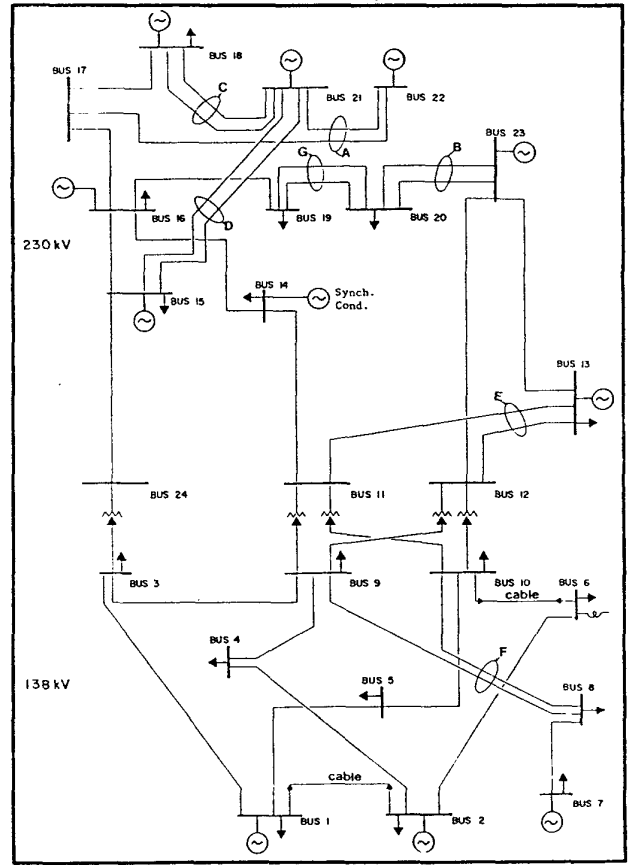 BUS 18
BUS 17
C
BUS 21
BUS 22
A
BUS 23
B
G
BUS 16
D
BUS 19
BUS 20
230 kV
BUS 14
Synch.
Cond.
BUS 15
BUS 13
E
BUS 24
BUS 11
BUS 12
BUS 3
BUS 9
BUS 10
BUS 6
cable
BUS 4
F
138 kV
BUS 5
BUS 8
cable
BUS 7
BUS 1
BUS 2